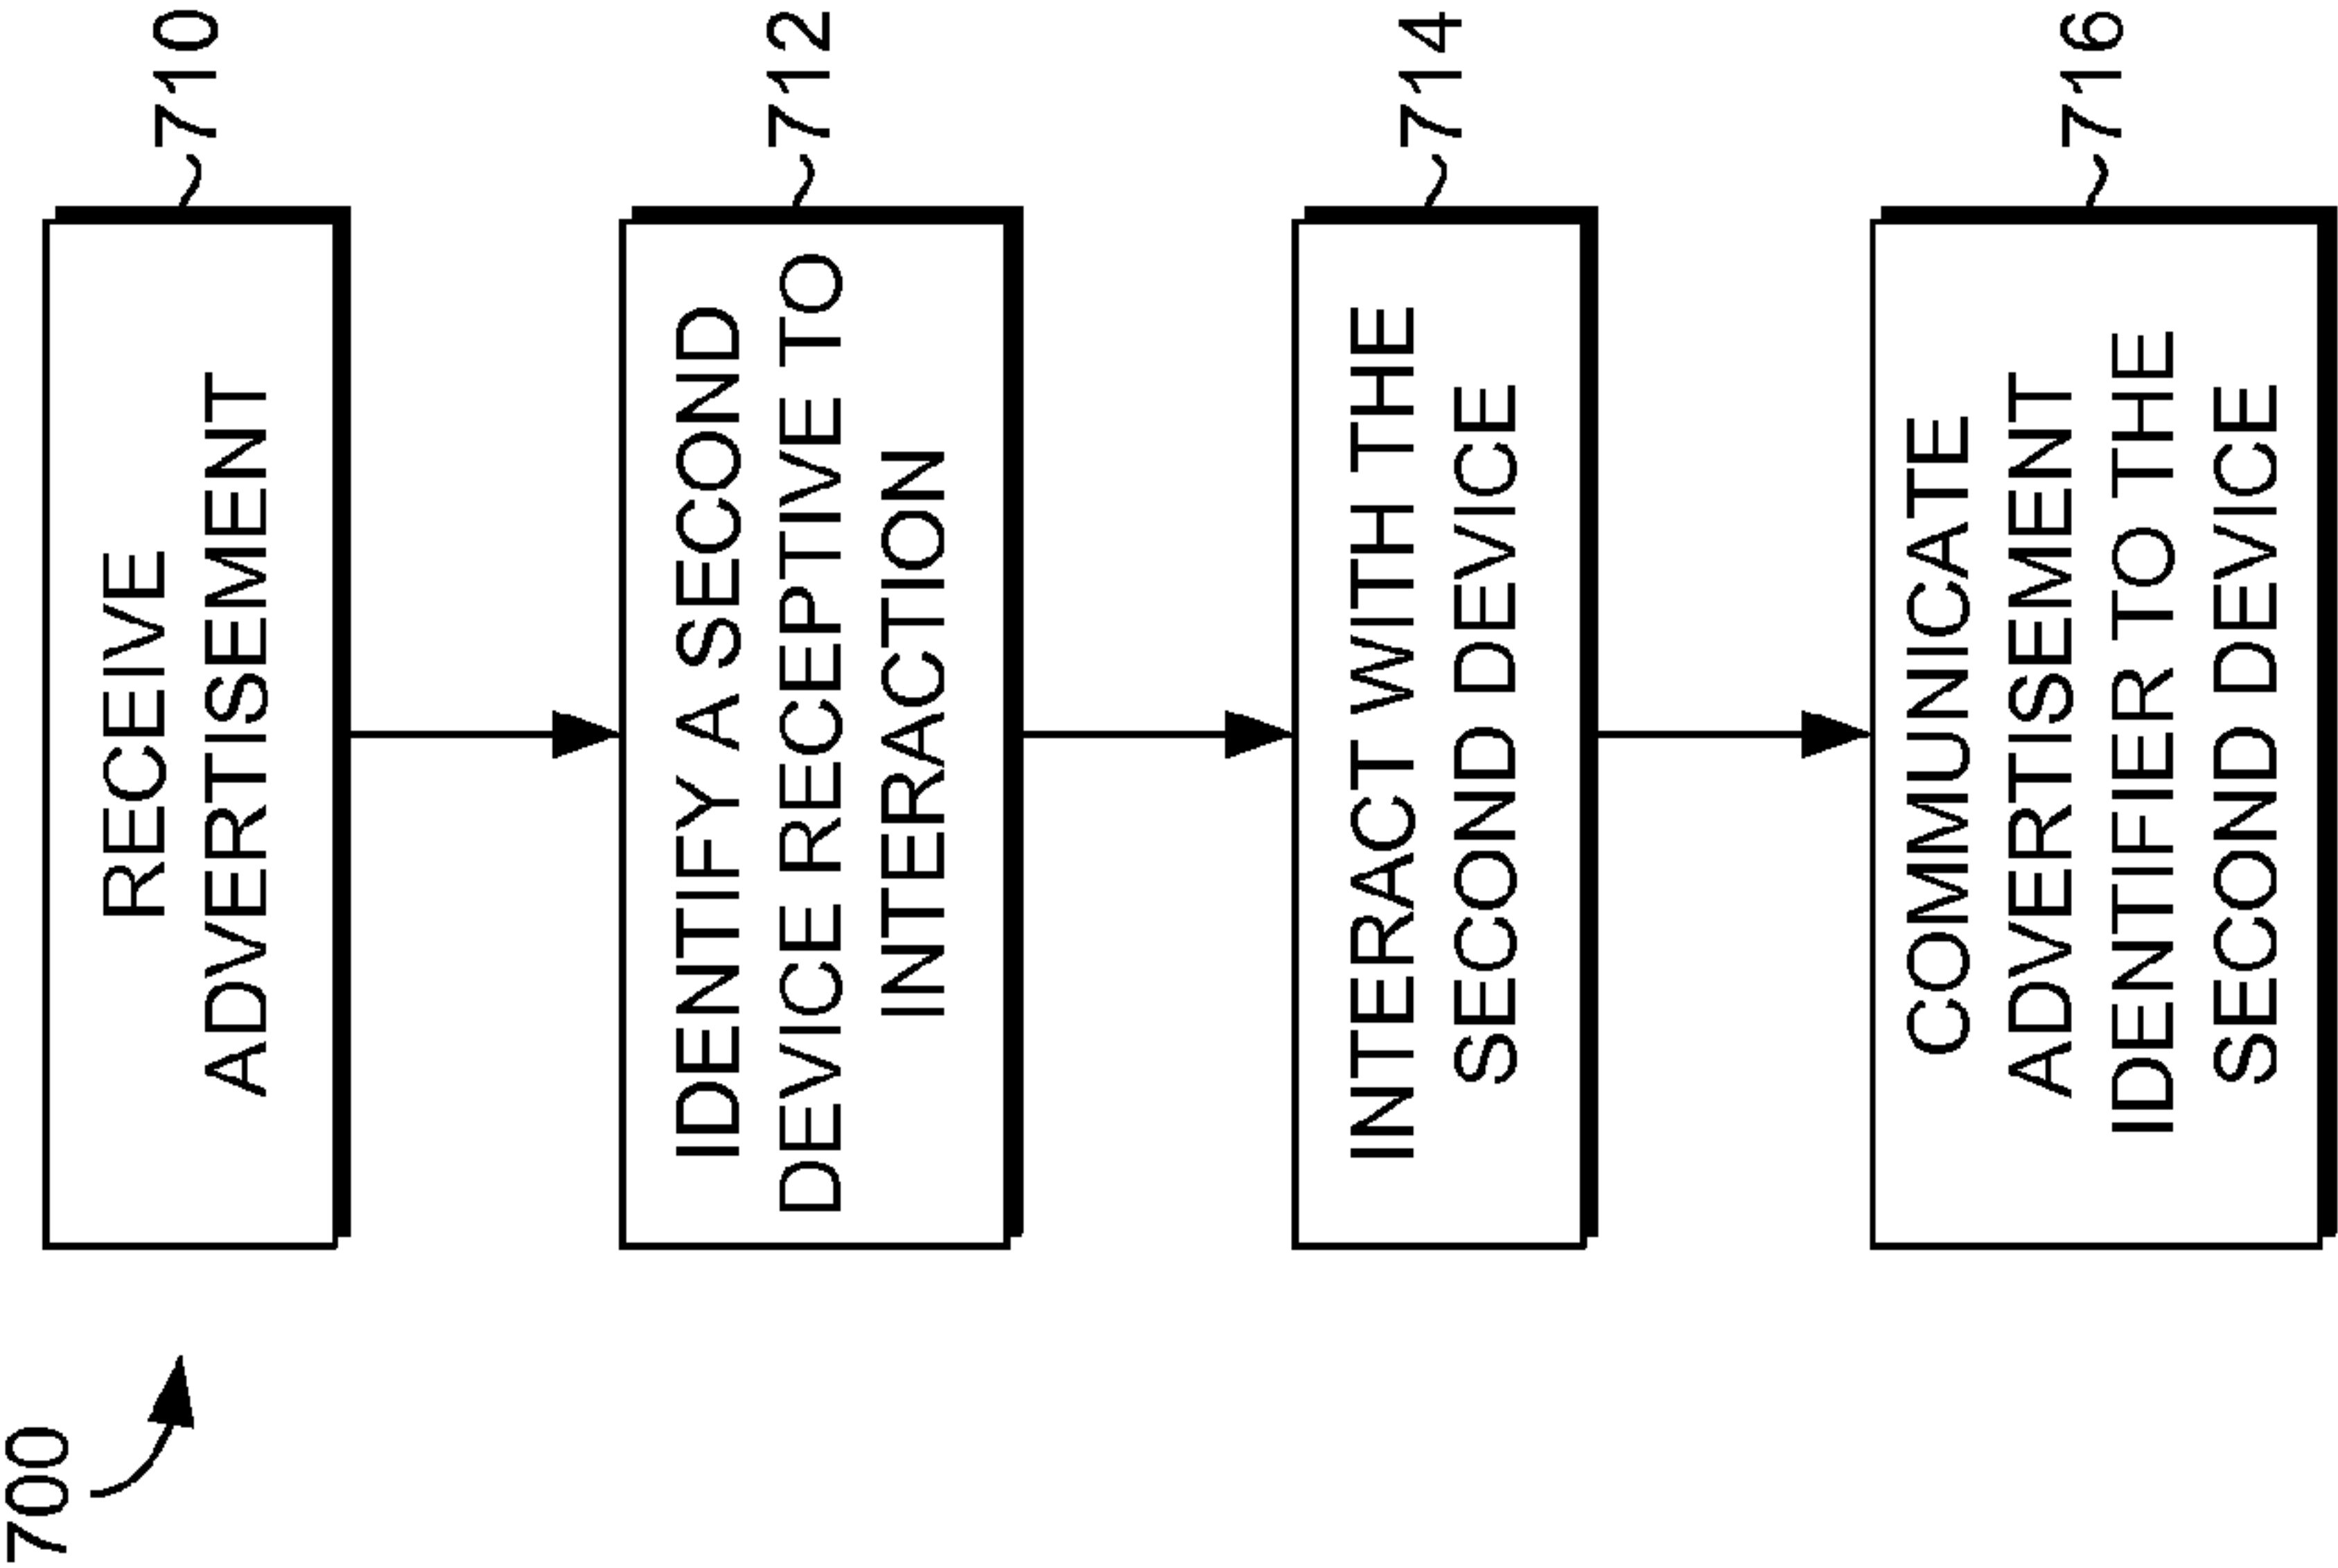 700
RECEIVE
ADVERTISEMENT
710
IDENTIFY A SECOND
DEVICE RECEPTIVE TO
INTERACTION
712
INTERACT WITH THE
SECOND DEVICE
714
COMMUNICATE
ADVERTISEMENT
IDENTIFIER TO THE
SECOND DEVICE
716